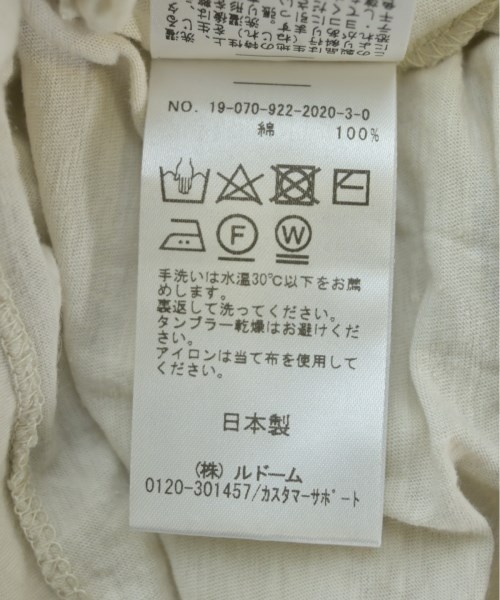 NO. 19-070-922-2020-3-0
綿 100%
F W
手洗いは水温30℃以下をお薦
めします。
裏返して洗ってください。
タンブラー乾燥はお避けくだ
さい。
アイロンは当て布を使用して
ください。
日本製
(株)ルドーム
0120-301457/カスタマーサポート